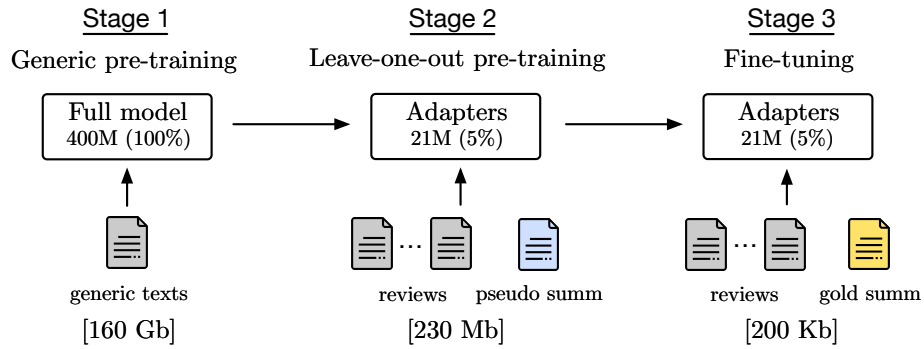 Stage 1
Generic pre-training
Full model
400M (100%)
generic texts
[160 Gb]
Stage 2
Leave-one-out pre-training
Adapters
21M (5%)
...
reviews
pseudo summ
[230 Mb]
Stage 3
Fine-tuning
Adapters
21M (5%)
...
reviews
gold summ
[200 Kb]